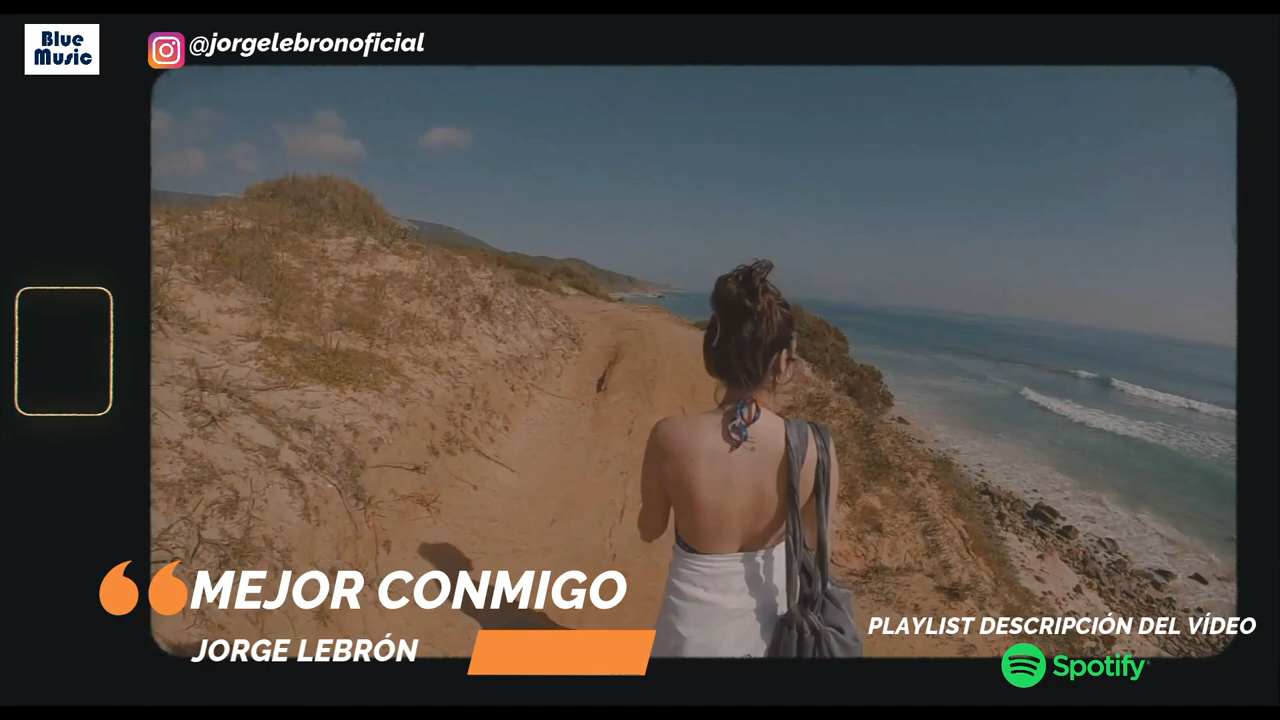 Blue
Music
@jorgelebronoficial
MEJOR CONMIGO
JORGE LEBRÓN
PLAYLIST DESCRIPCIÓN DEL VÍDEO
Spotify